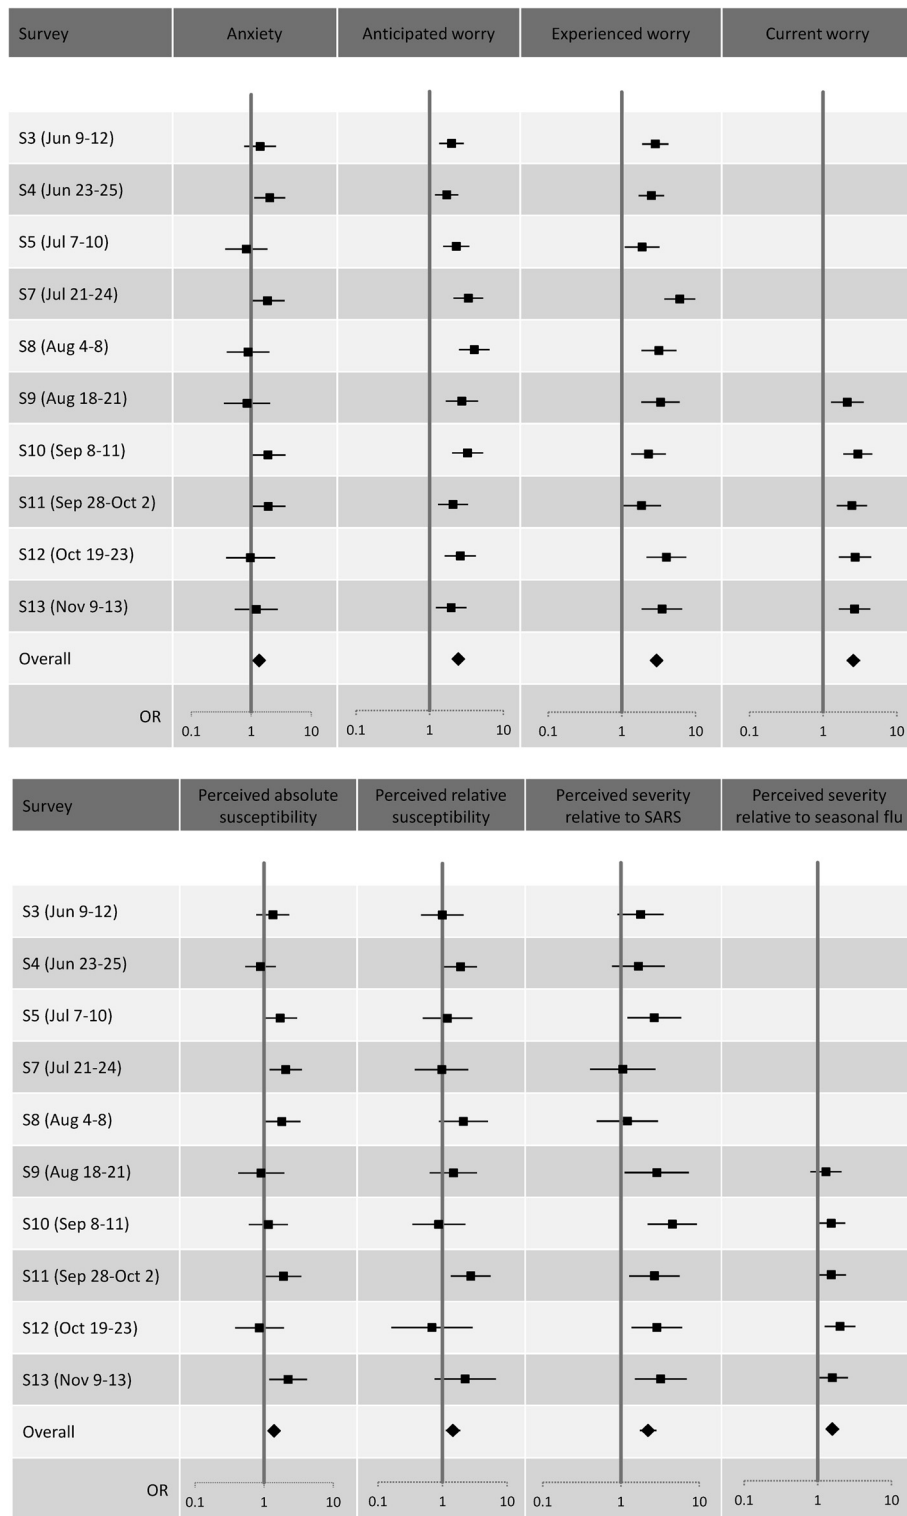 Survey Anxiety Anticipated worry Experienced worry Current worry
S3 (Jun 9-12)
S4 (Jun 23-25)
S5 (Jul 7-10)
S7 (Jul 21-24)
S8 (Aug 4-8)
S9 (Aug 18-21)
S10 (Sep 8-11)
S11 (Sep 28-Oct 2)
S12 (Oct 19-23)
S13 (Nov 9-13)
Overall
OR
0.1 1 10 0.1 1 10 0.1 1 10 0.1 1 10
Survey
Perceived absolute susceptibility
Perceived relative susceptibility
Perceived severity relative to SARS
Perceived severity relative to seasonal flu
S3 (Jun 9-12)
S4 (Jun 23-25)
S5 (Jul 7-10)
S7 (Jul 21-24)
S8 (Aug 4-8)
S9 (Aug 18-21)
S10 (Sep 8-11)
S11 (Sep 28-Oct 2)
S12 (Oct 19-23)
S13 (Nov 9-13)
Overall
OR
0.1 1 10 0.1 1 10 0.1 1 10 0.1 1 10